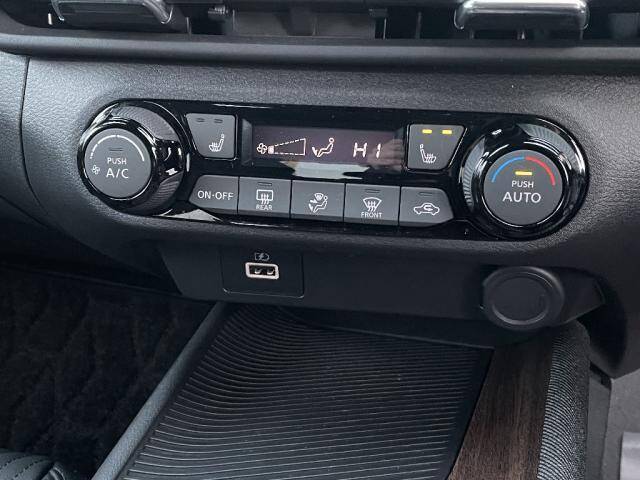 PUSH
A/C
HI
PUSH
AUTO
ON·OFF
REAR
FRONT